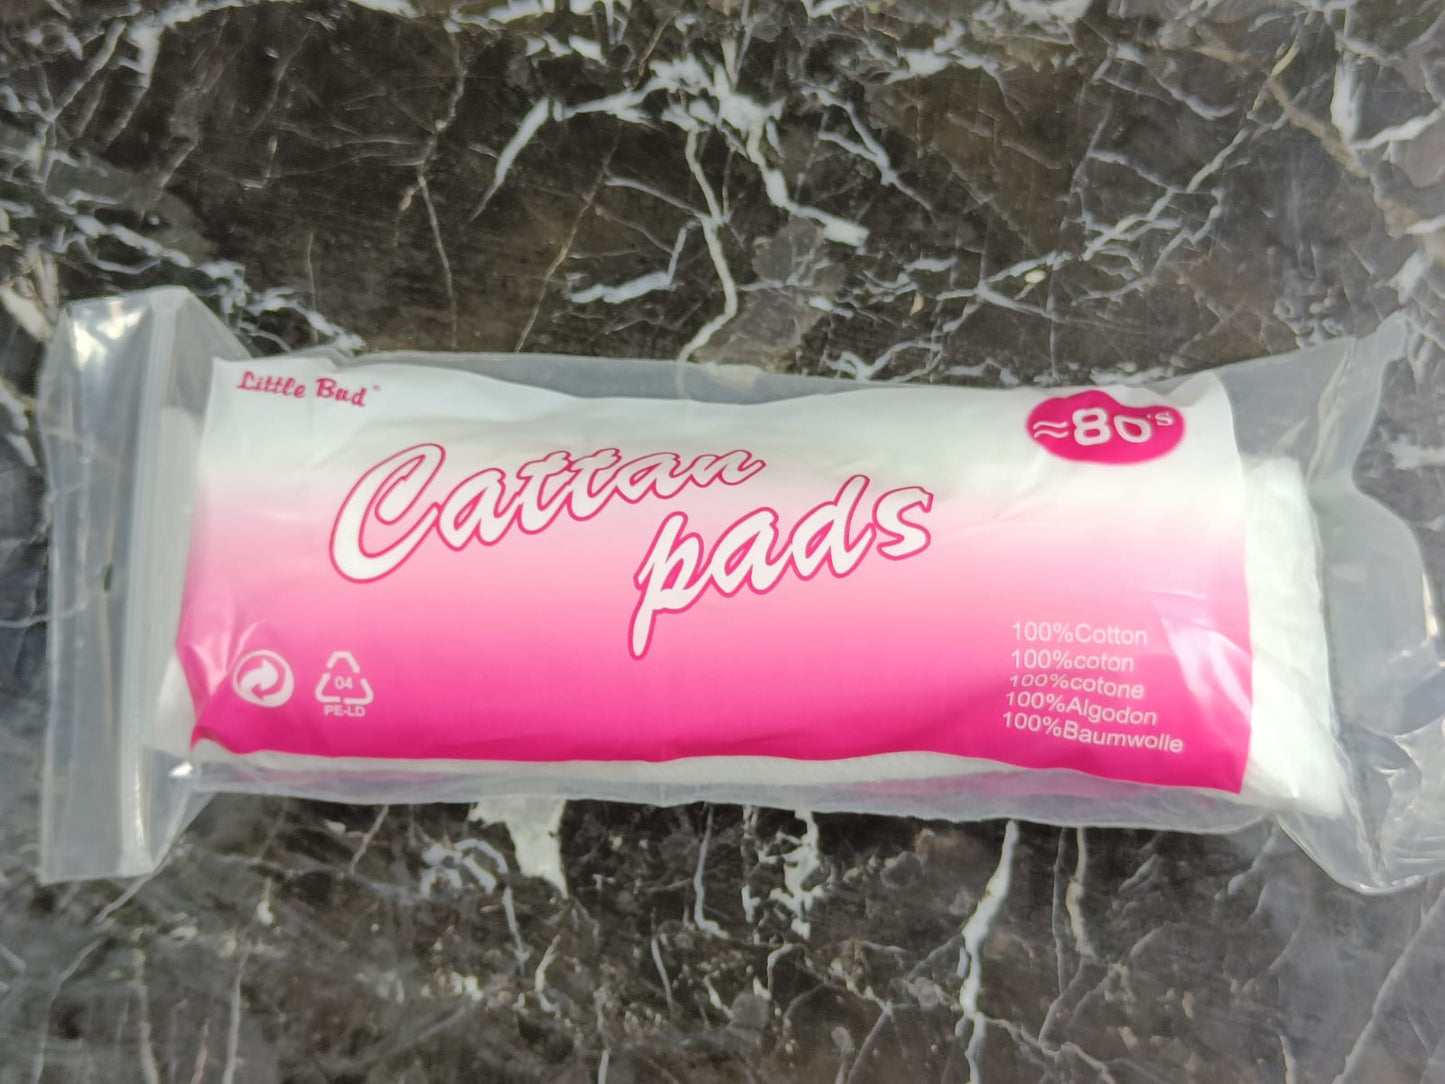 Little Bud®
≈80's
Cattan
pads
100%Cotton
100%coton
100%cotone
100%Algodon
100%Baumwolle
04
PE-LD